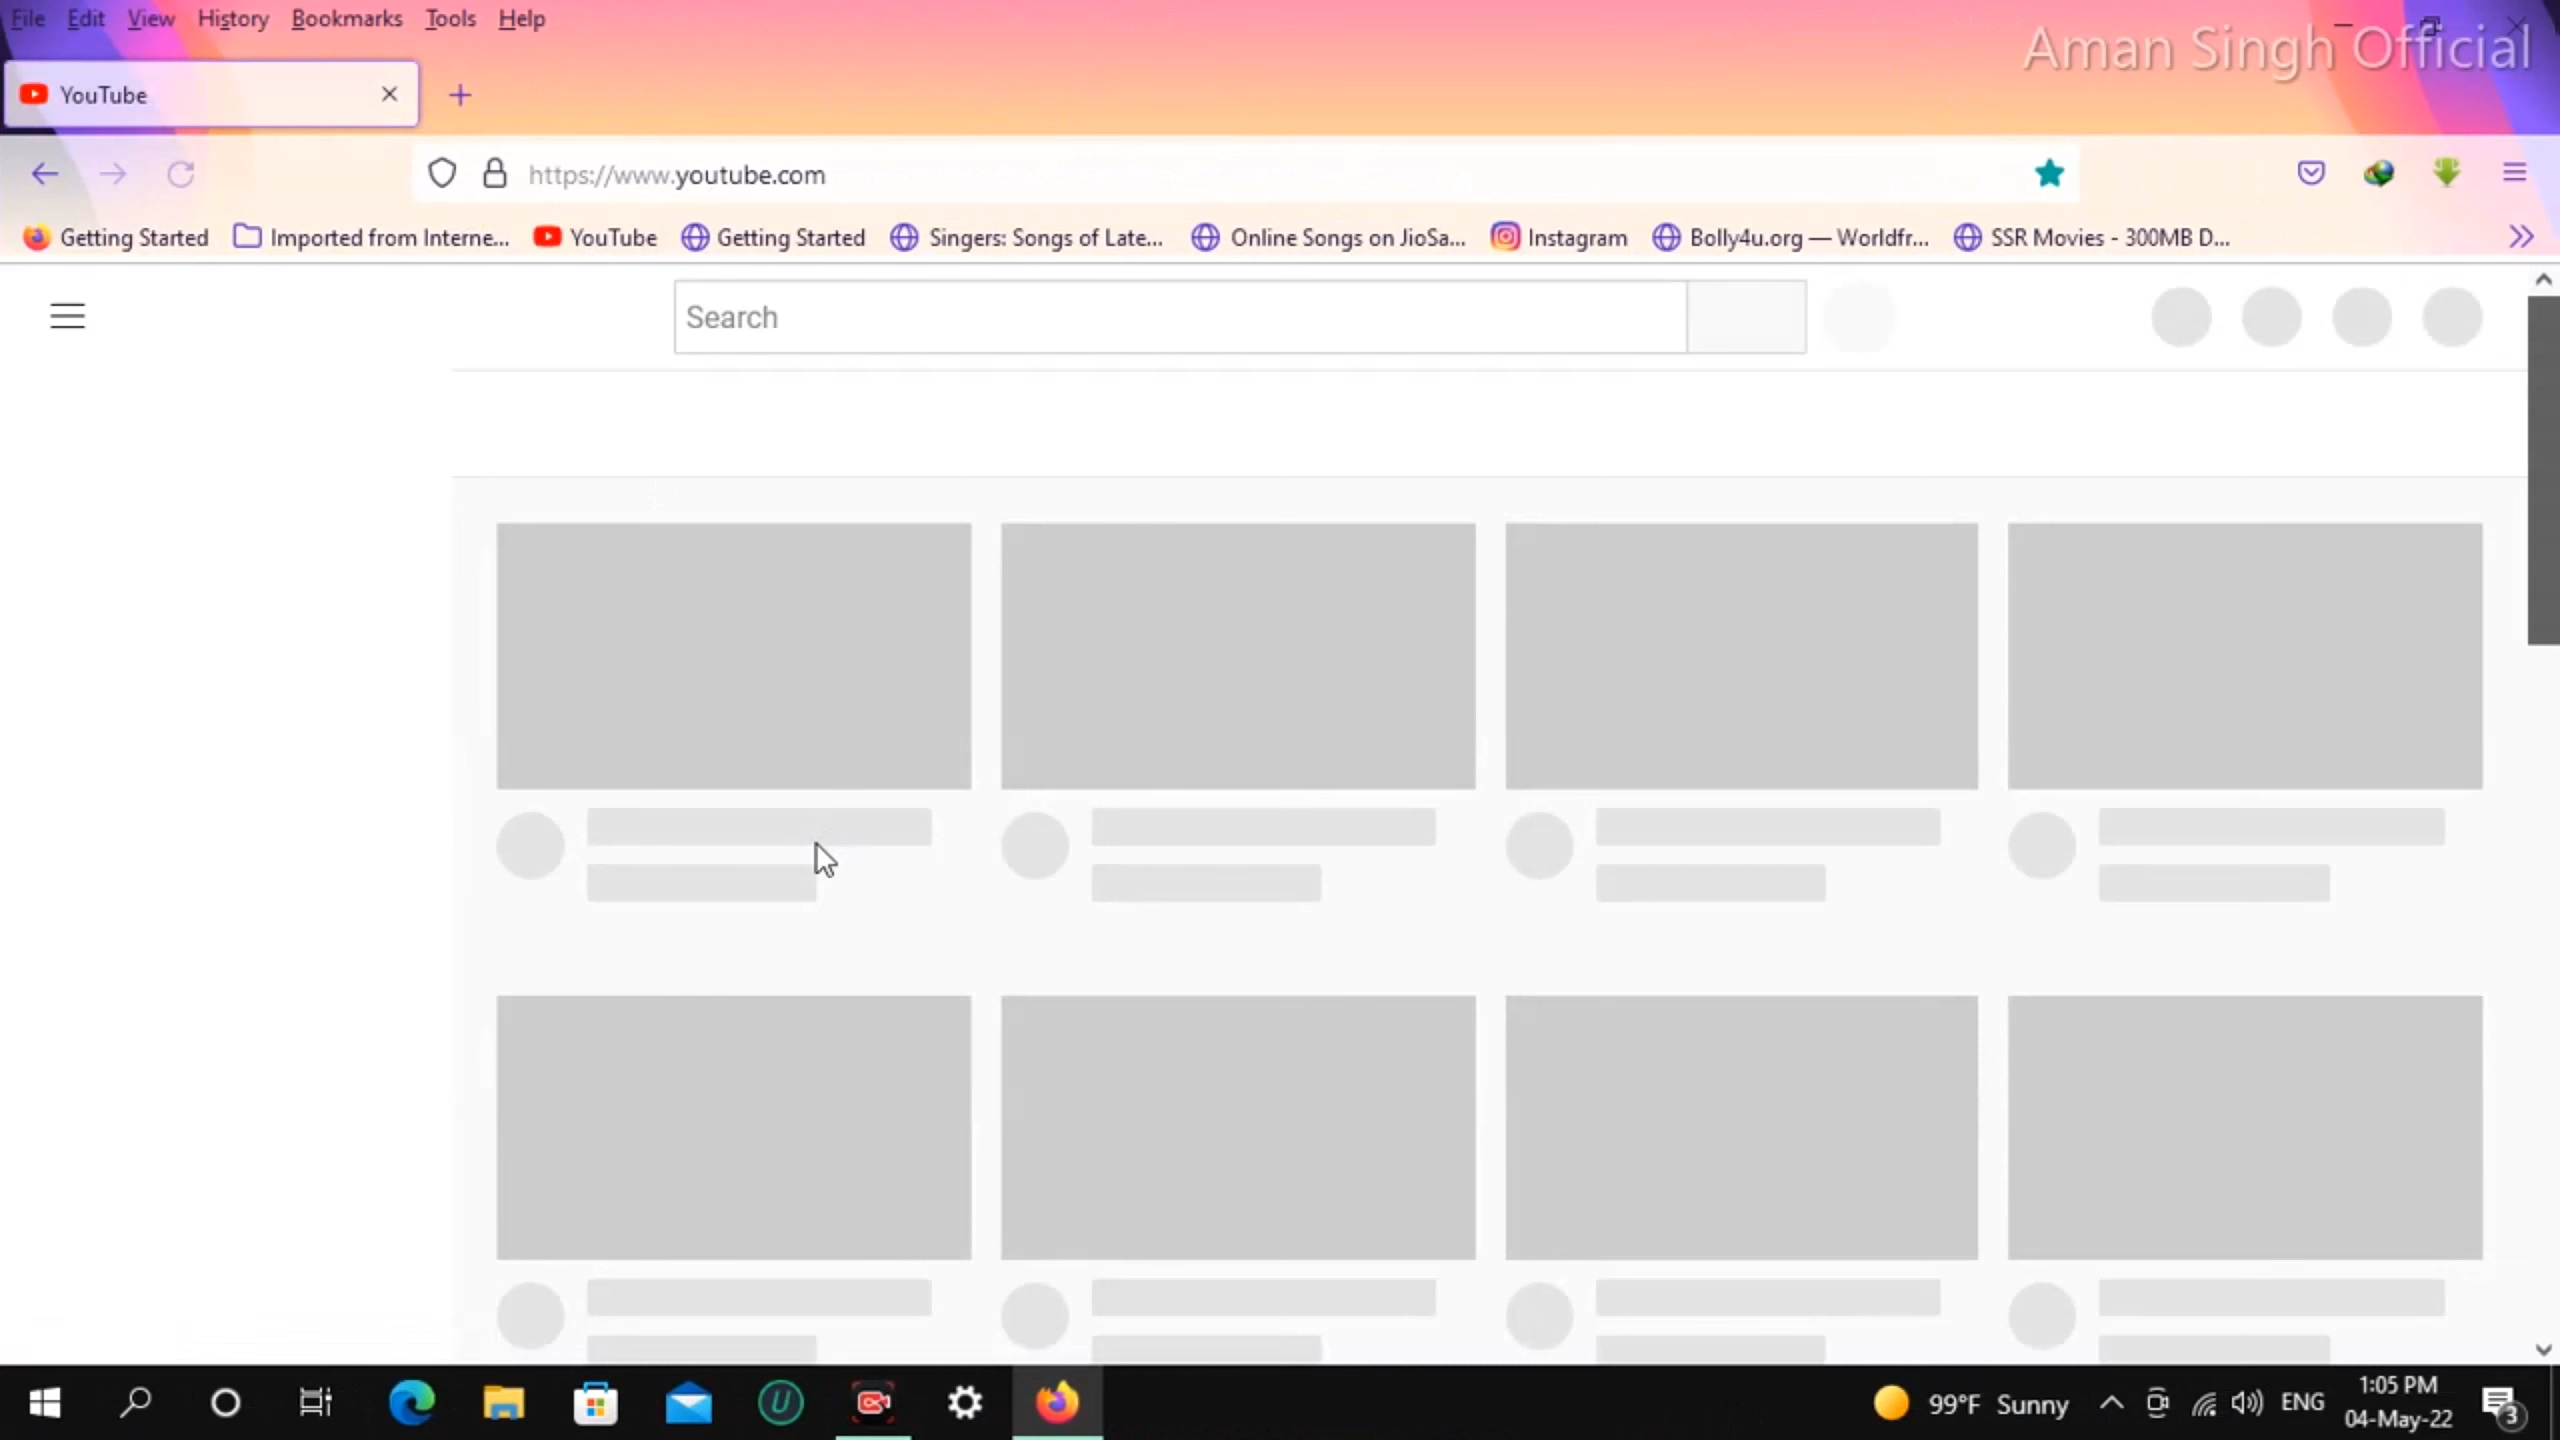 File Edit View History Bookmarks Tools Help
Aman Singh Official
YouTube
https://www.youtube.com
Getting Started Imported from Interne... YouTube Getting Started Singers: Songs of Late... Online Songs on JioSa... Instagram Bolly4u.org — Worldfr... SSR Movies - 300MB D...
Search
99°F Sunny ENG 1:05 PM
04-May-22 3